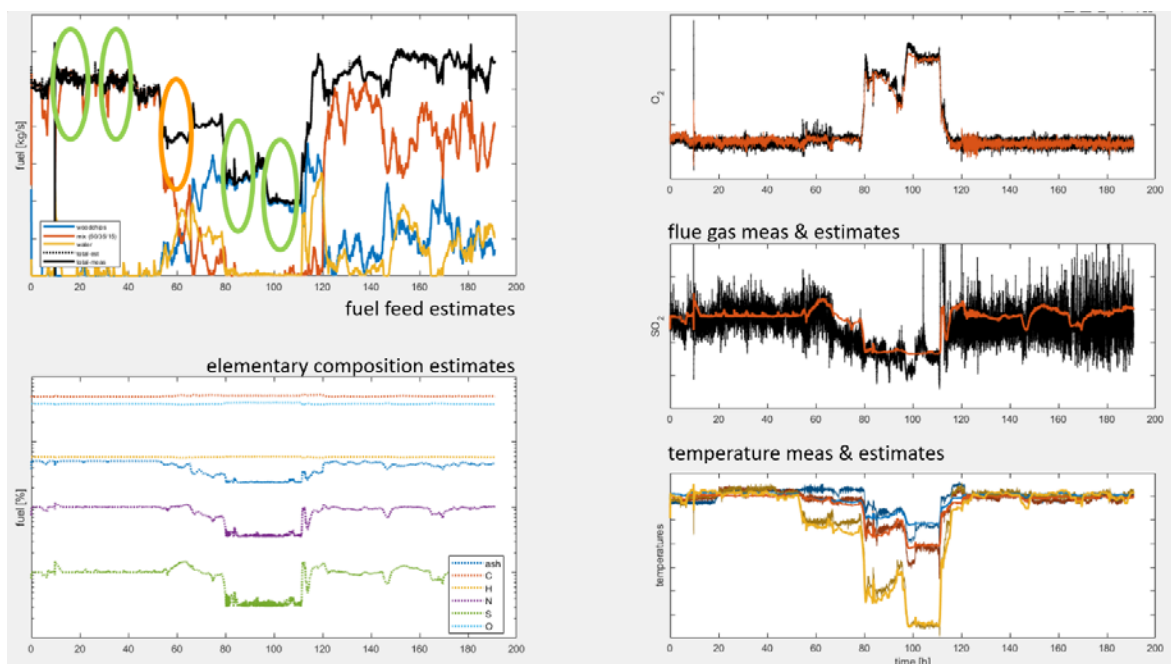 fuel [kg/s]
woodchips
mix (50/35/15)
water
total-est
total-meas
0 20 40 60 80 100 120 140 160 180 200
fuel feed estimates
elementary composition estimates
fuel [%]
ash
C
H
N
S
O
0 20 40 60 80 100 120 140 160 180 200
O2
0 20 40 60 80 100 120 140 160 180 200
flue gas meas & estimates
SO2
0 20 40 60 80 100 120 140 160 180 200
temperature meas & estimates
temperatures
0 20 40 60 80 100 120 140 160 180 200
time [h]